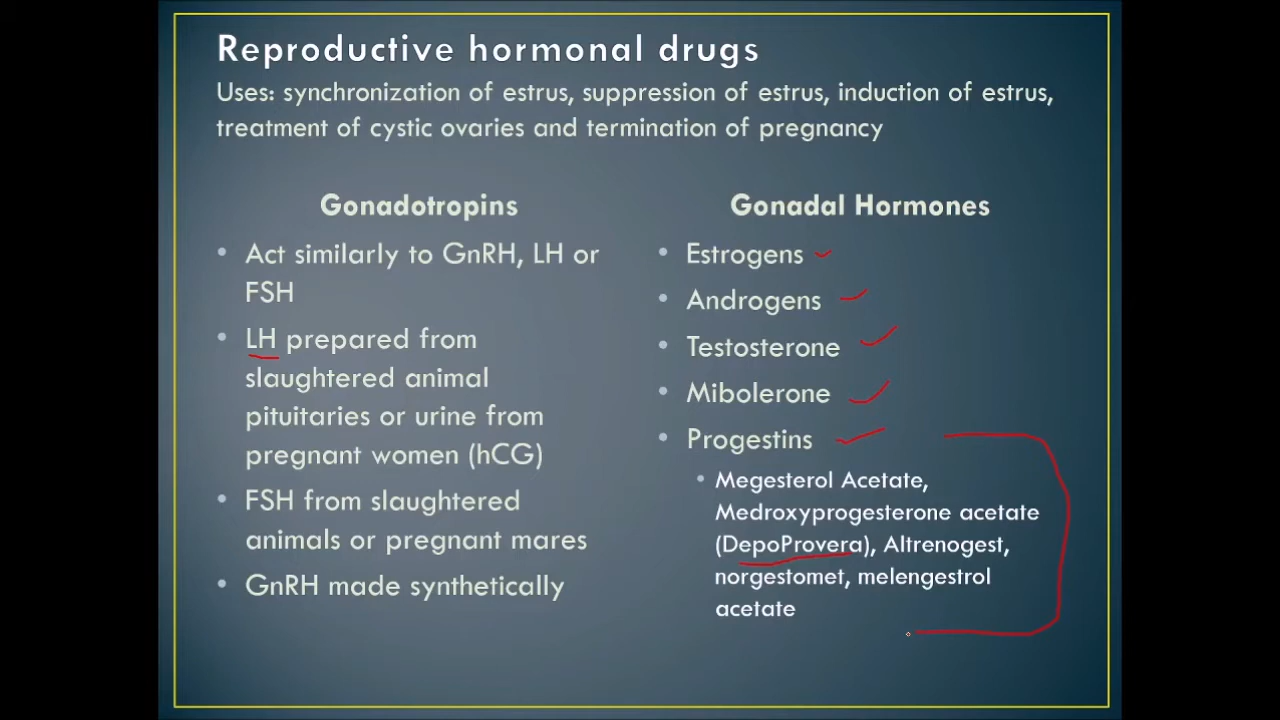 Reproductive hormonal drugs
Uses: synchronization of estrus, suppression of estrus, induction of estrus,
treatment of cystic ovaries and termination of pregnancy
Gonadotropins
• Act similarly to GnRH, LH or
FSH
• LH prepared from
slaughtered animal
pituitaries or urine from
pregnant women (hCG)
• FSH from slaughtered
animals or pregnant mares
• GnRH made synthetically
Gonadal Hormones
• Estrogens
• Androgens
• Testosterone
• Mibolerone
• Progestins
• Megesterol Acetate,
Medroxyprogesterone acetate
(DepoProvera), Altrenogest,
norgestomet, melengestrol
acetate